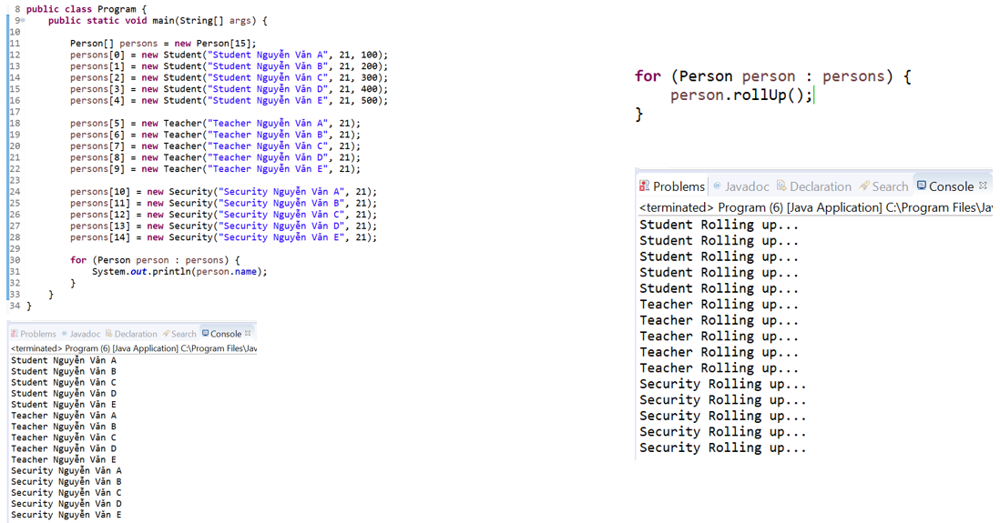 8 public class Program {
9 public static void main(String[] args) {
10
11 Person[] persons = new Person[15];
12 persons[0] = new Student("Student Nguyễn Văn A", 21, 100);
13 persons[1] = new Student("Student Nguyễn Văn B", 21, 200);
14 persons[2] = new Student("Student Nguyễn Văn C", 21, 300);
15 persons[3] = new Student("Student Nguyễn Văn D", 21, 400);
16 persons[4] = new Student("Student Nguyễn Văn E", 21, 500);
17
18 persons[5] = new Teacher("Teacher Nguyễn Văn A", 21);
19 persons[6] = new Teacher("Teacher Nguyễn Văn B", 21);
20 persons[7] = new Teacher("Teacher Nguyễn Văn C", 21);
21 persons[8] = new Teacher("Teacher Nguyễn Văn D", 21);
22 persons[9] = new Teacher("Teacher Nguyễn Văn E", 21);
23
24 persons[10] = new Security("Security Nguyễn Văn A", 21);
25 persons[11] = new Security("Security Nguyễn Văn B", 21);
26 persons[12] = new Security("Security Nguyễn Văn C", 21);
27 persons[13] = new Security("Security Nguyễn Văn D", 21);
28 persons[14] = new Security("Security Nguyễn Văn E", 21);
29
30 for (Person person : persons) {
31 System.out.println(person.name);
32 }
33 }
34 }
Problems Javadoc Declaration Search Console
<terminated> Program (6) [Java Application] C:\Program Files\Jav
Student Nguyễn Văn A
Student Nguyễn Văn B
Student Nguyễn Văn C
Student Nguyễn Văn D
Student Nguyễn Văn E
Teacher Nguyễn Văn A
Teacher Nguyễn Văn B
Teacher Nguyễn Văn C
Teacher Nguyễn Văn D
Teacher Nguyễn Văn E
Security Nguyễn Văn A
Security Nguyễn Văn B
Security Nguyễn Văn C
Security Nguyễn Văn D
Security Nguyễn Văn E
for (Person person : persons) {
person.rollUp();
}
Problems Javadoc Declaration Search Console
<terminated> Program (6) [Java Application] C:\Program Files\Jav
Student Rolling up...
Student Rolling up...
Student Rolling up...
Student Rolling up...
Student Rolling up...
Teacher Rolling up...
Teacher Rolling up...
Teacher Rolling up...
Teacher Rolling up...
Teacher Rolling up...
Security Rolling up...
Security Rolling up...
Security Rolling up...
Security Rolling up...
Security Rolling up...